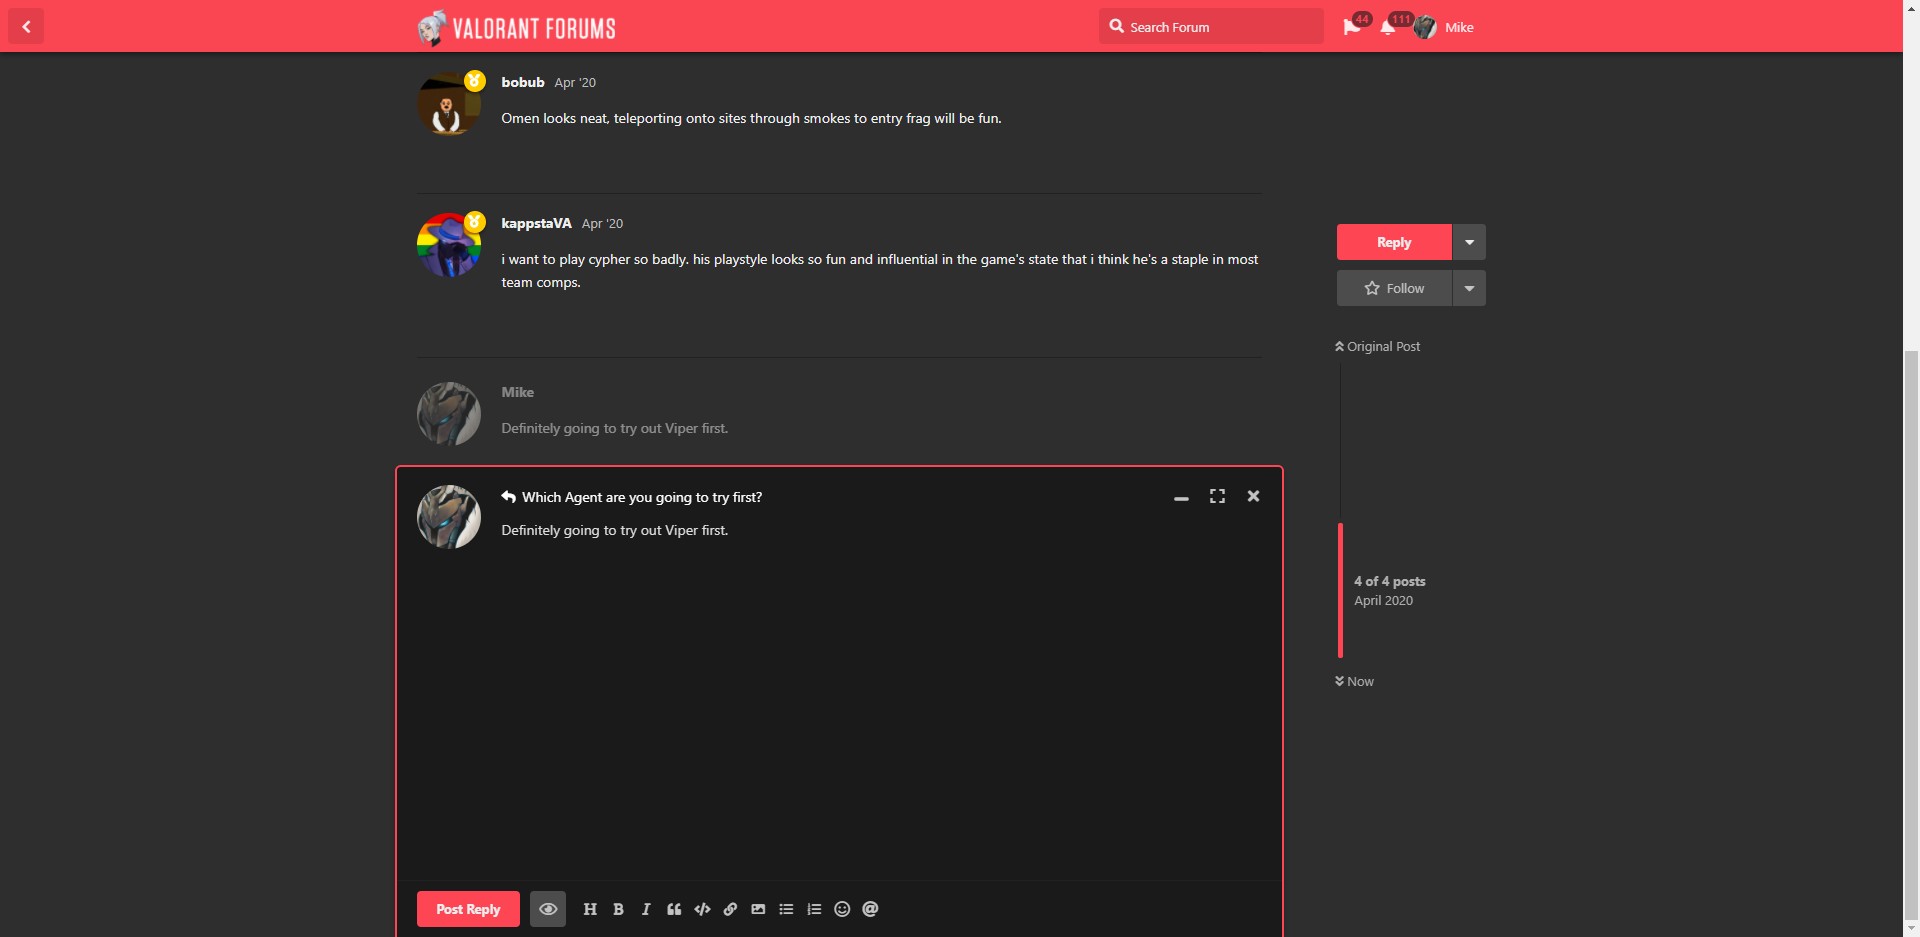 VALORANT FORUMS
Search Forum
44
111
Mike
bobub Apr '20
Omen looks neat, teleporting onto sites through smokes to entry frag will be fun.
kappstaVA Apr '20
i want to play cypher so badly. his playstyle looks so fun and influential in the game's state that i think he's a staple in most
team comps.
Reply
Follow
Original Post
4 of 4 posts
April 2020
Now
Mike
Definitely going to try out Viper first.
Which Agent are you going to try first?
Definitely going to try out Viper first.
Post Reply
H B I </> @